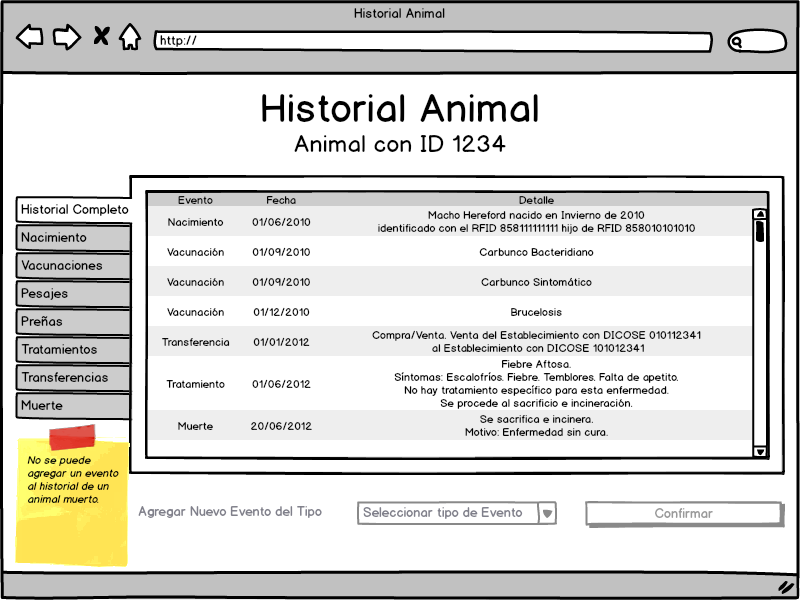 Historial Animal
http://
Historial Animal
Animal con ID 1234
Historial Completo
Nacimiento
Vacunaciones
Pesajes
Preñas
Tratamientos
Transferencias
Muerte
Evento Fecha Detalle
Nacimiento 01/06/2010 Macho Hereford nacido en Invierno de 2010
identificado con el RFID 858111111111 hijo de RFID 858010101010
Vacunación 01/09/2010 Carbunco Bacteridiano
Vacunación 01/09/2010 Carbunco Sintomático
Vacunación 01/12/2010 Brucelosis
Transferencia 01/01/2012 Compra/Venta. Venta del Establecimiento con DICOSE 010112341
al Establecimiento con DICOSE 101012341
Tratamiento 01/06/2012 Fiebre Aftosa.
Síntomas: Escalofríos. Fiebre. Temblores. Falta de apetito.
No hay tratamiento específico para esta enfermedad.
Se procede al sacrificio e incineración.
Muerte 20/06/2012 Se sacrifica e incinera.
Motivo: Enfermedad sin cura.
No se puede
agregar un evento
al historial de un
animal muerto.
Agregar Nuevo Evento del Tipo
Seleccionar tipo de Evento
Confirmar